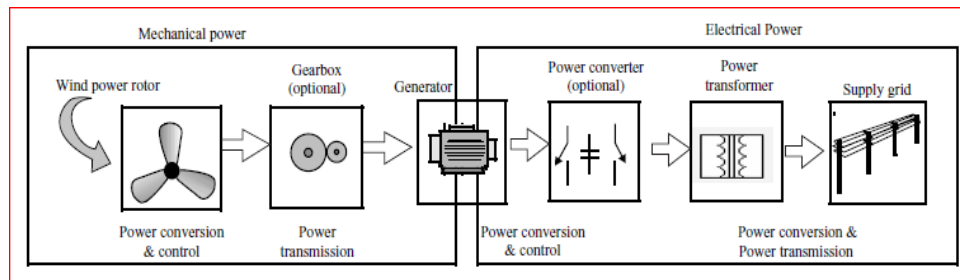 Mechanical power
Electrical Power
Wind power rotor
Gearbox
(optional)
Generator
Power converter
(optional)
Power
transformer
Supply grid
Power conversion
& control
Power
transmission
Power conversion
& control
Power conversion &
Power transmission